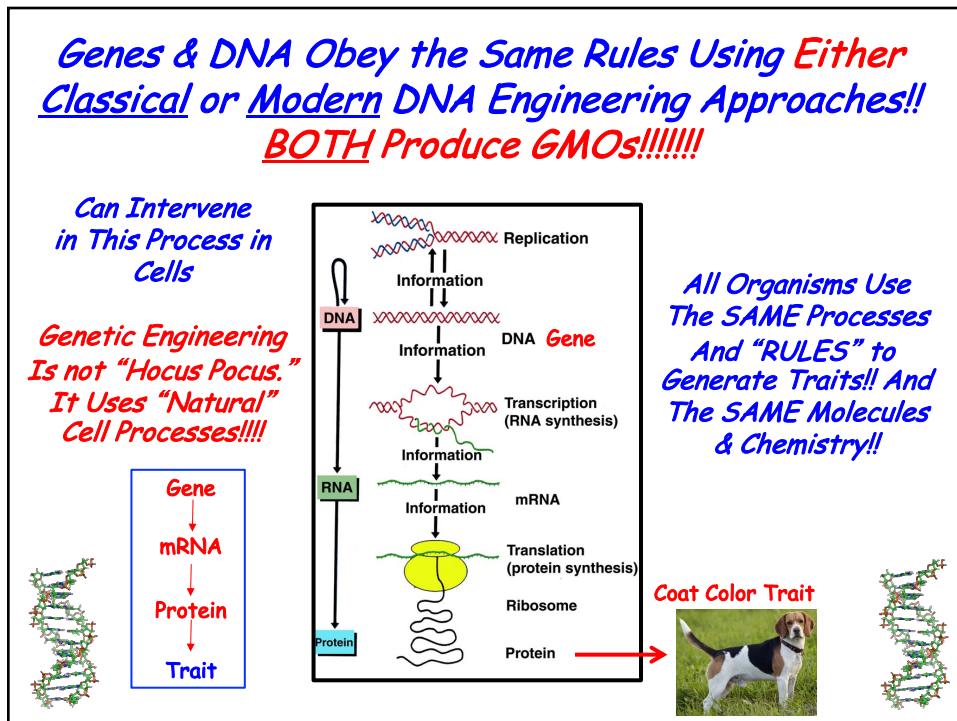 Genes & DNA Obey the Same Rules Using Either
Classical or Modern DNA Engineering Approaches!!
BOTH Produce GMOs!!!!!!!
Can Intervene
in This Process in
Cells
Genetic Engineering
Is not “Hocus Pocus.”
It Uses “Natural”
Cell Processes!!!!
Gene
mRNA
Protein
Trait
Replication
Information
DNA
DNA Gene
Information
Transcription
(RNA synthesis)
Information
RNA
mRNA
Information
Translation
(protein synthesis)
Ribosome
Protein
Protein
All Organisms Use
The SAME Processes
And “RULES” to
Generate Traits!! And
The SAME Molecules
& Chemistry!!
Coat Color Trait